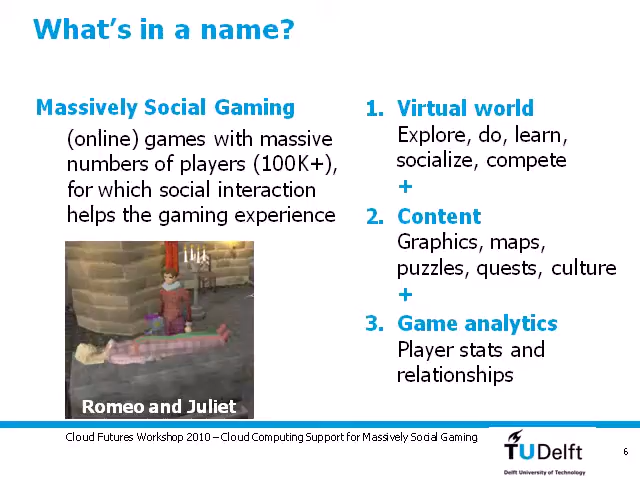 What's in a name?
Massively Social Gaming
(online) games with massive
numbers of players (100K+),
for which social interaction
helps the gaming experience
Romeo and Juliet
1. Virtual world
Explore, do, learn,
socialize, compete
+
2. Content
Graphics, maps,
puzzles, quests, culture
+
3. Game analytics
Player stats and
relationships
Cloud Futures Workshop 2010 – Cloud Computing Support for Massively Social Gaming
TUDelft
Delft University of Technology
6